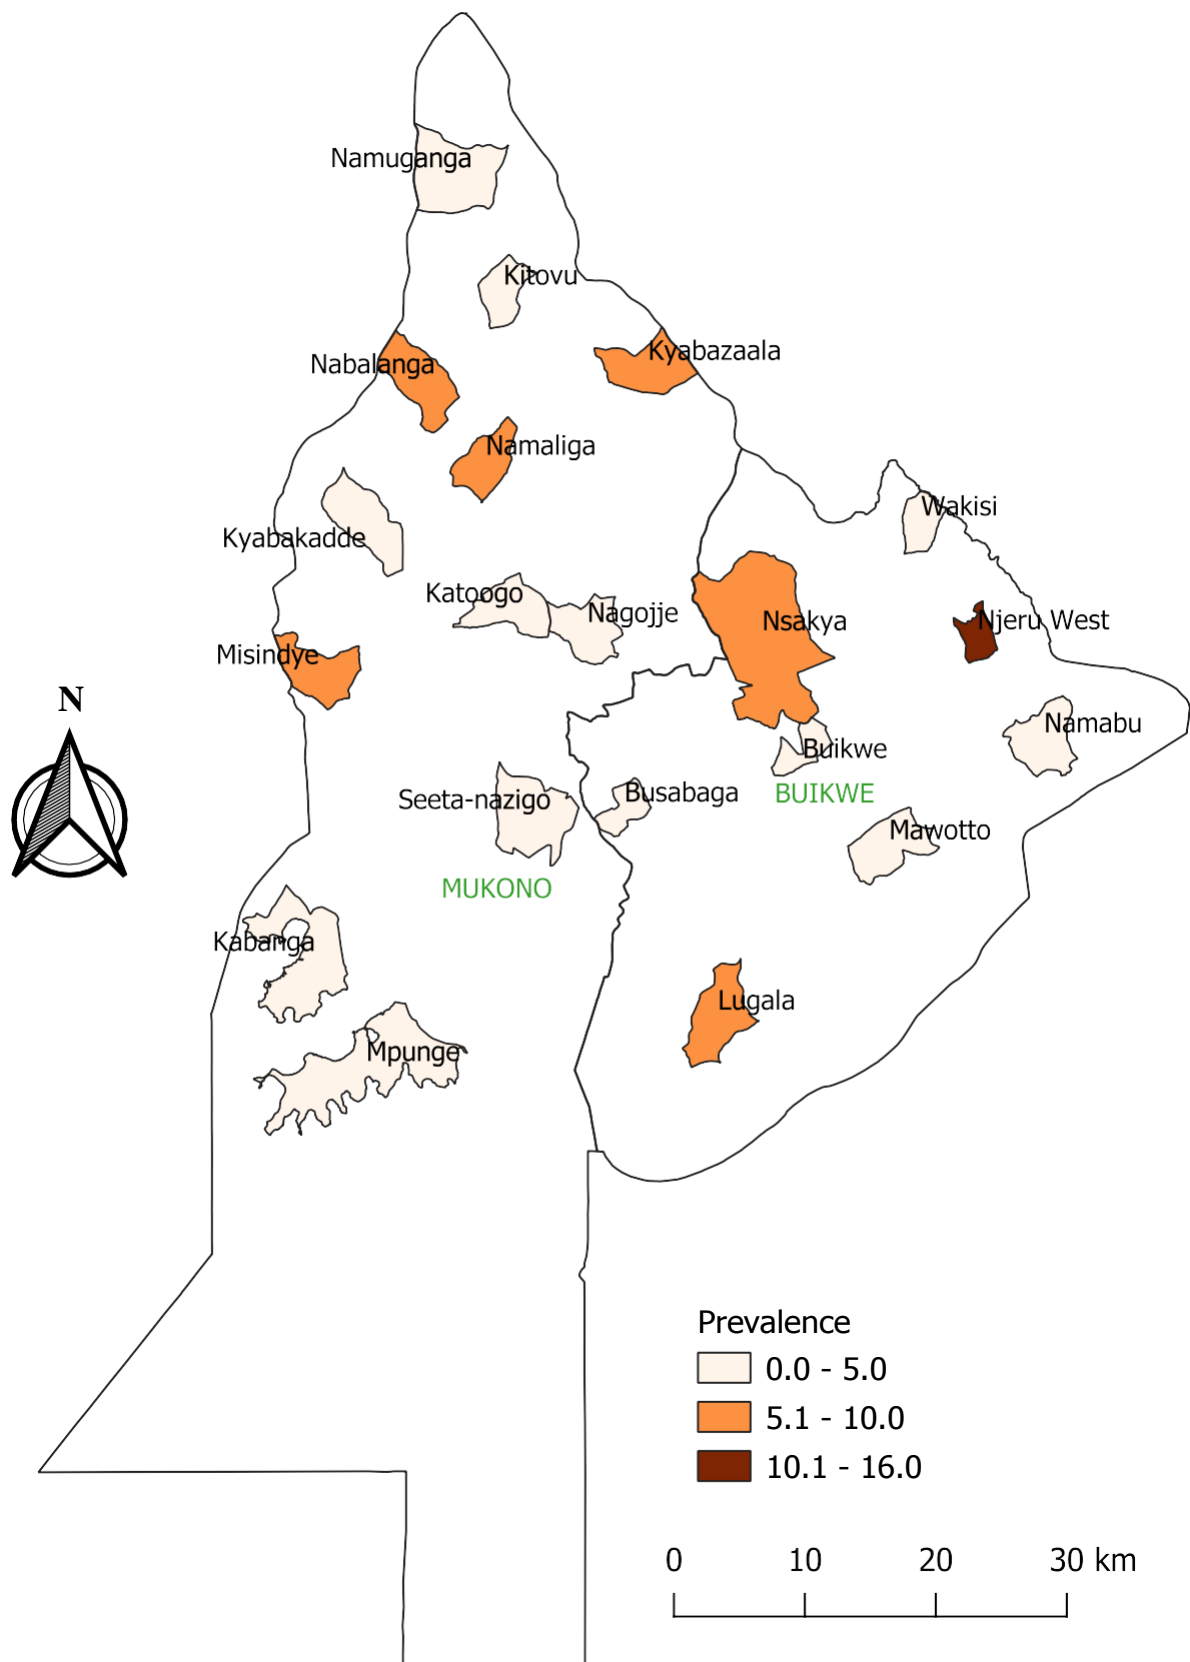 Namuganga
Kitovu
Nabalanga
Kyabazaala
Namaliga
Wakisi
Kyabakadde
Katoogo
Nagojje
Nsakya
Njeru West
Misindye
N
Namabu
Buikwe
Seeta-nazigo
Busabaga
BUIKWE
Mawotto
MUKONO
Kabanga
Lugala
Mpunge
Prevalence
0.0 - 5.0
5.1 - 10.0
10.1 - 16.0
0 10 20 30 km